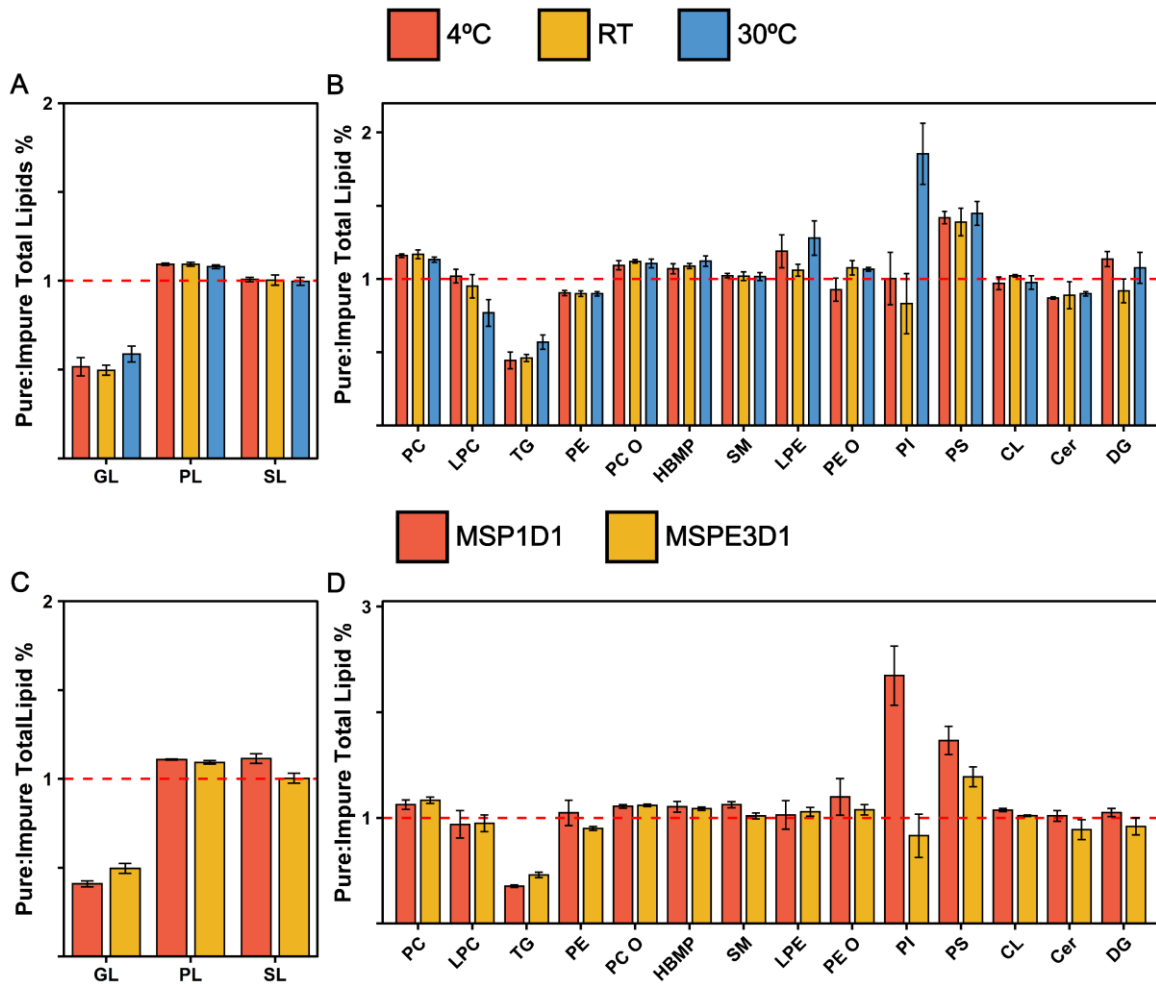 4ºC RT 30ºC
A B
Pure:Impure Total Lipids %
2
1
GL PL SL
Pure:Impure Total Lipid %
2
1
PC LPC TG PE PC O HBMP SM LPE PE O PI PS CL Cer DG
MSP1D1 MSPE3D1
C D
Pure:Impure TotalLipid %
2
1
GL PL SL
Pure:Impure Total Lipid %
3
1
PC LPC TG PE PC O HBMP SM LPE PE O PI PS CL Cer DG